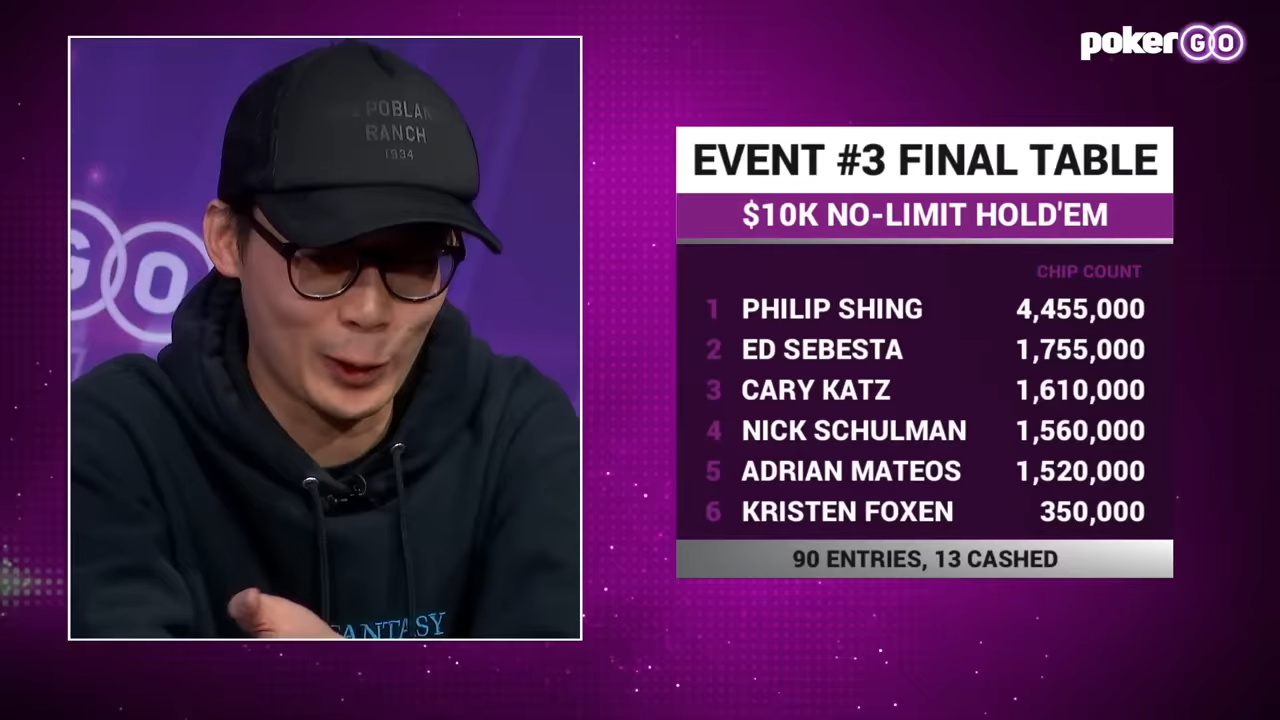 pokerGO
POBLAN
RANCH
1934
GO
FANTASY
EVENT #3 FINAL TABLE
$10K NO-LIMIT HOLD'EM
CHIP COUNT
1 PHILIP SHING 4,455,000
2 ED SEBESTA 1,755,000
3 CARY KATZ 1,610,000
4 NICK SCHULMAN 1,560,000
5 ADRIAN MATEOS 1,520,000
6 KRISTEN FOXEN 350,000
90 ENTRIES, 13 CASHED